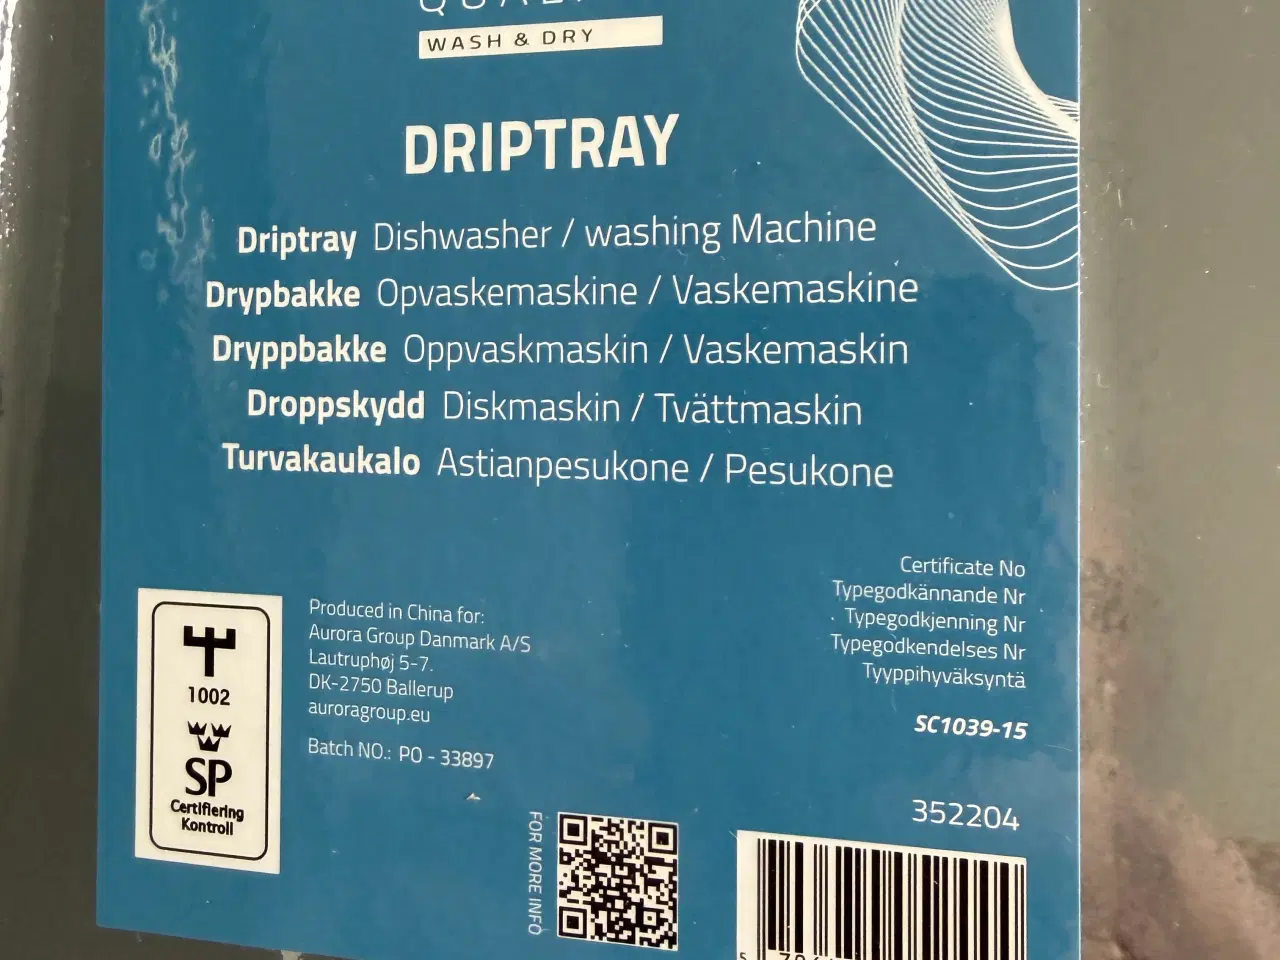 WASH & DRY
DRIPTRAY
Driptray Dishwasher / washing Machine
Drypbakke Opvaskemaskine / Vaskemaskine
Dryppbakke Oppvaskmaskin / Vaskemaskin
Droppskydd Diskmaskin / Tvättmaskin
Turvakaukalo Astianpesukone / Pesukone
Certificate No
Typegodkännande Nr
Typegodkjenning Nr
Typegodkendelses Nr
Tyyppihyväksyntä
SC1039-15
1002
SP
Certifiering
Kontroll
Produced in China for:
Aurora Group Danmark A/S
Lautruphøj 5-7.
DK-2750 Ballerup
auroragroup.eu
Batch NO.: PO - 33897
FOR MORE INFO
352204